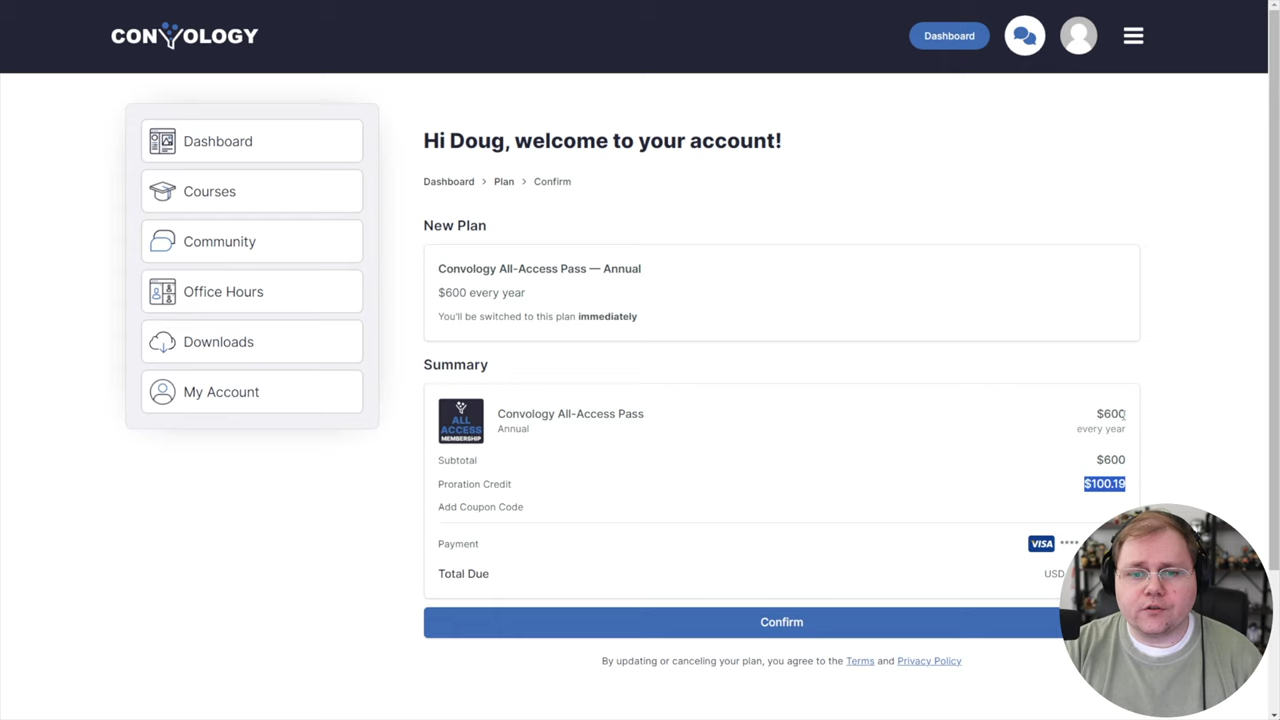 CONVOLOGY
Dashboard
Dashboard
Courses
Community
Office Hours
Downloads
My Account
Hi Doug, welcome to your account!
Dashboard > Plan > Confirm
New Plan
Convology All-Access Pass — Annual
$600 every year
You'll be switched to this plan immediately
Summary
ALL
ACCESS
MEMBERSHIP
Convology All-Access Pass $600
Annual every year
Subtotal $600
Proration Credit $100.19
Add Coupon Code
Payment VISA ••••
Total Due USD
Confirm
By updating or canceling your plan, you agree to the Terms and Privacy Policy